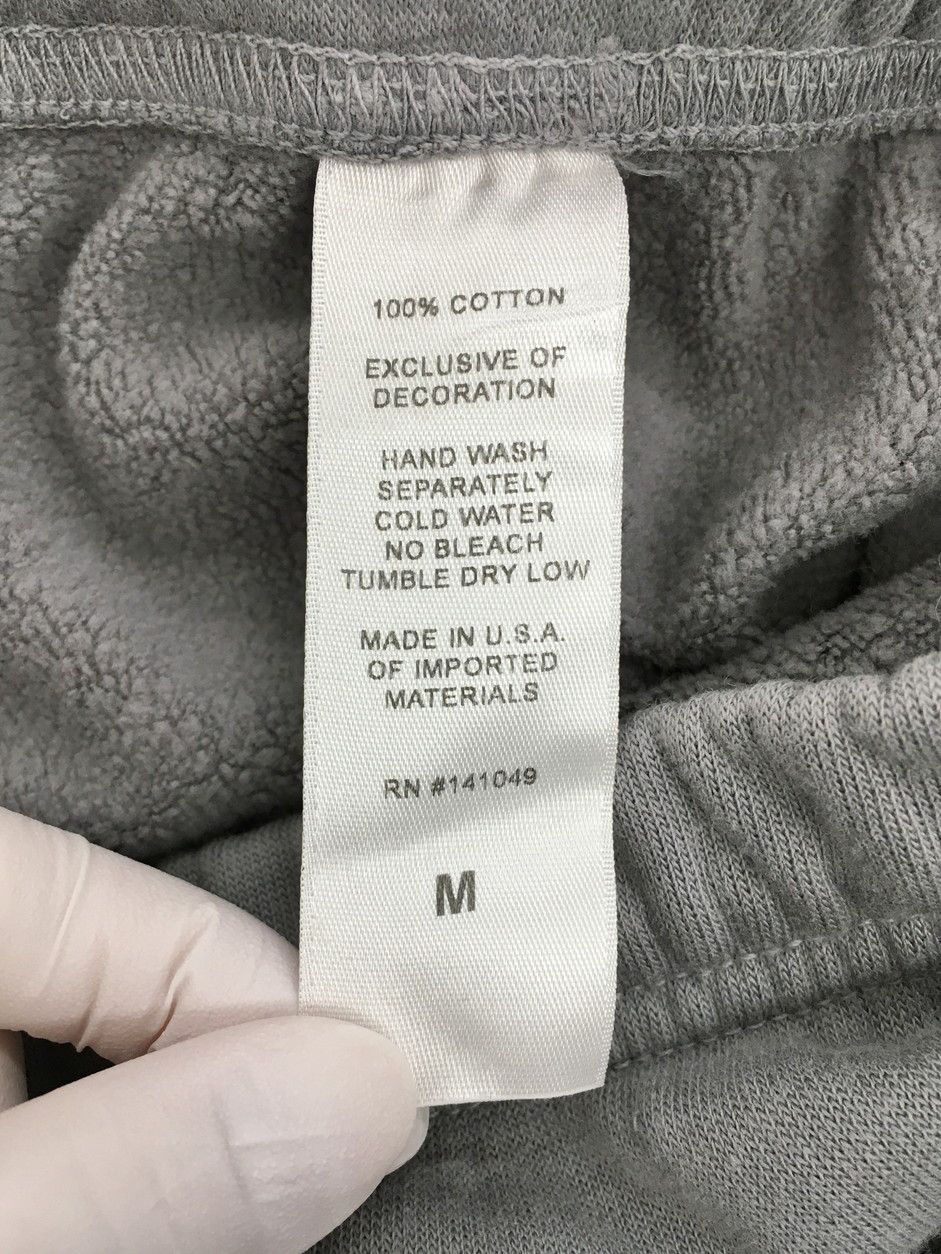 100% COTTON
EXCLUSIVE OF
DECORATION
HAND WASH
SEPARATELY
COLD WATER
NO BLEACH
TUMBLE DRY LOW
MADE IN U.S.A.
OF IMPORTED
MATERIALS
RN #141049
M